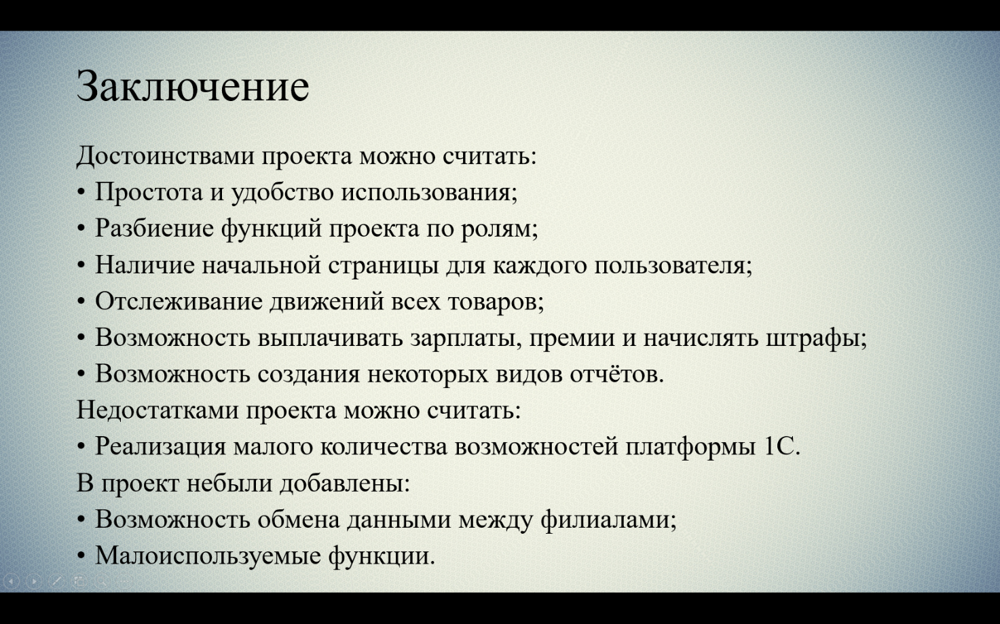 Заключение
Достоинствами проекта можно считать:
• Простота и удобство использования;
• Разбиение функций проекта по ролям;
• Наличие начальной страницы для каждого пользователя;
• Отслеживание движений всех товаров;
• Возможность выплачивать зарплаты, премии и начислять штрафы;
• Возможность создания некоторых видов отчётов.
Недостатками проекта можно считать:
• Реализация малого количества возможностей платформы 1С.
В проект небыли добавлены:
• Возможность обмена данными между филиалами;
• Малоиспользуемые функции.